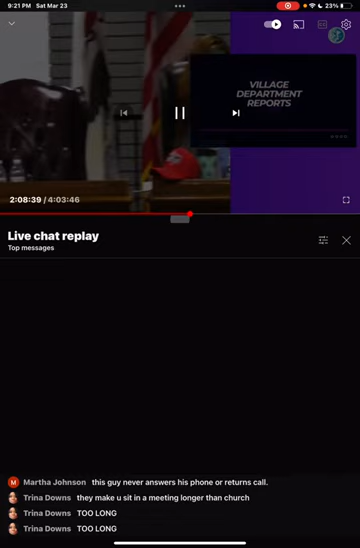 9:21 PM Sat Mar 23
23%
VILLAGE
DEPARTMENT
REPORTS
2:08:39 / 4:03:46
Live chat replay
Top messages
M Martha Johnson this guy never answers his phone or returns call.
Trina Downs they make u sit in a meeting longer than church
Trina Downs TOO LONG
Trina Downs TOO LONG